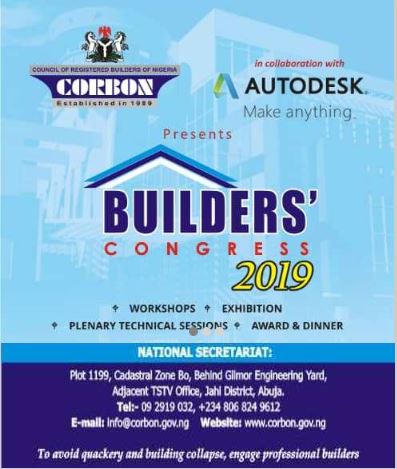 COUNCIL OF REGISTERED BUILDERS OF NIGERIA
CORBON
Established in 1989
in collaboration with
AUTODESK.
Make anything.
Presents
BUILDERS'
CONGRESS
2019
WORKSHOPS EXHIBITION
PLENARY TECHNICAL SESSIONS AWARD & DINNER
NATIONAL SECRETARIAT:
Plot 1199, Cadastral Zone Bo, Behind Gilmor Engineering Yard,
Adjacent TSTV Office, Jahi District, Abuja.
Tel:- 09 2919 032, +234 806 824 9612
E-mail: info@corbon.gov.ng Website: www.corbon.gov.ng
To avoid quackery and building collapse, engage professional builders